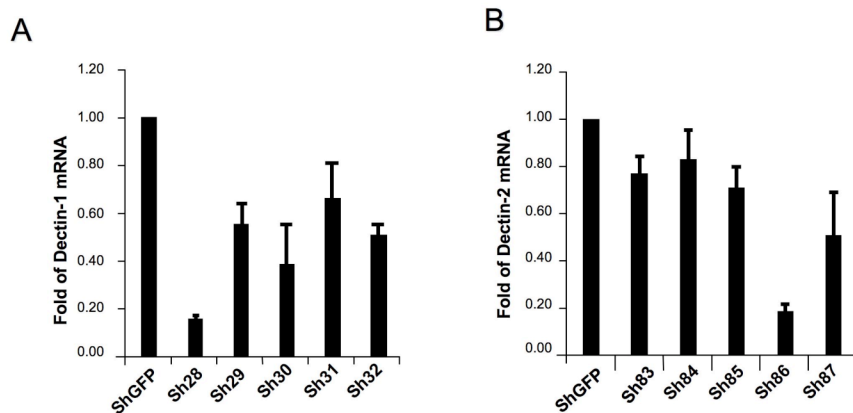 A
Fold of Dectin-1 mRNA
1.20
1.00
0.80
0.60
0.40
0.20
0.00
ShGFP
Sh28
Sh29
Sh30
Sh31
Sh32
B
Fold of Dectin-2 mRNA
1.20
1.00
0.80
0.60
0.40
0.20
0.00
ShGFP
Sh83
Sh84
Sh85
Sh86
Sh87